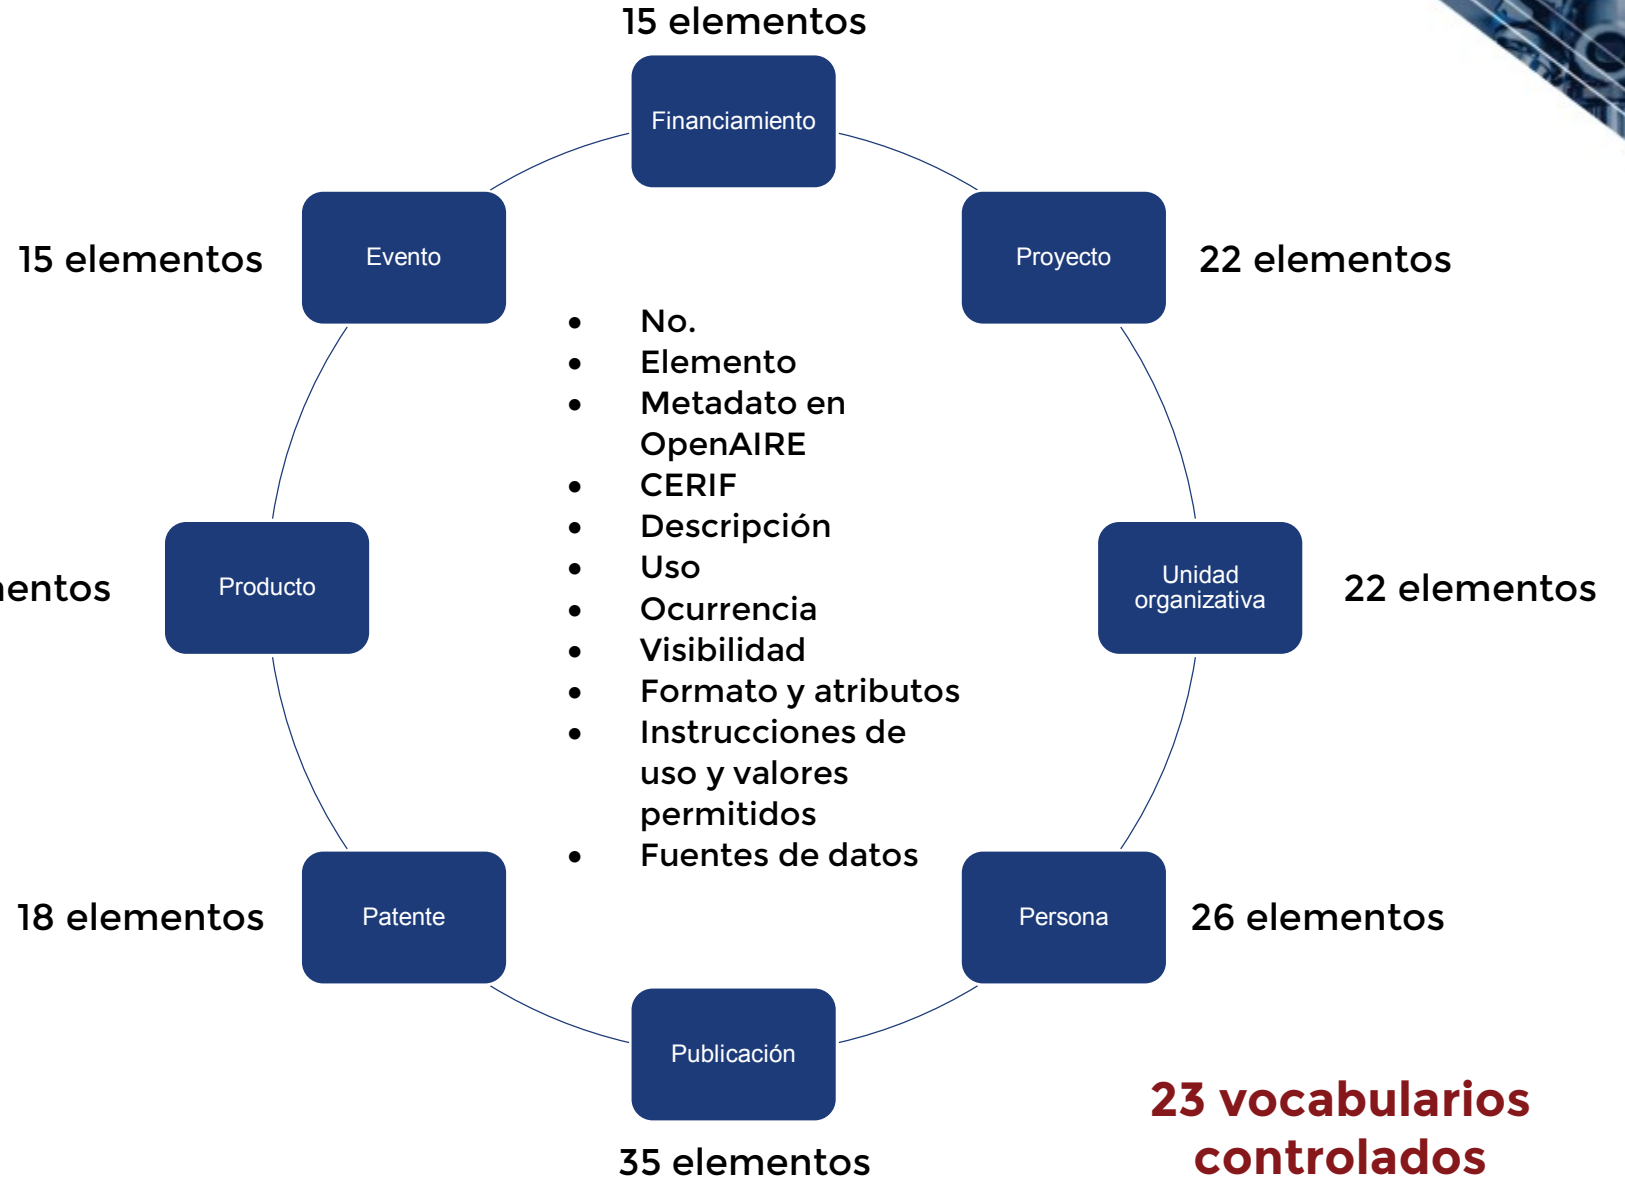 15 elementos
Financiamiento
15 elementos
Evento
Proyecto
22 elementos
• No.
• Elemento
• Metadato en
OpenAIRE
• CERIF
• Descripción
• Uso
• Ocurrencia
• Visibilidad
• Formato y atributos
• Instrucciones de
uso y valores
permitidos
• Fuentes de datos
Producto
Unidad
organizativa
22 elementos
18 elementos
Patente
Persona
26 elementos
Publicación
35 elementos
23 vocabularios
controlados